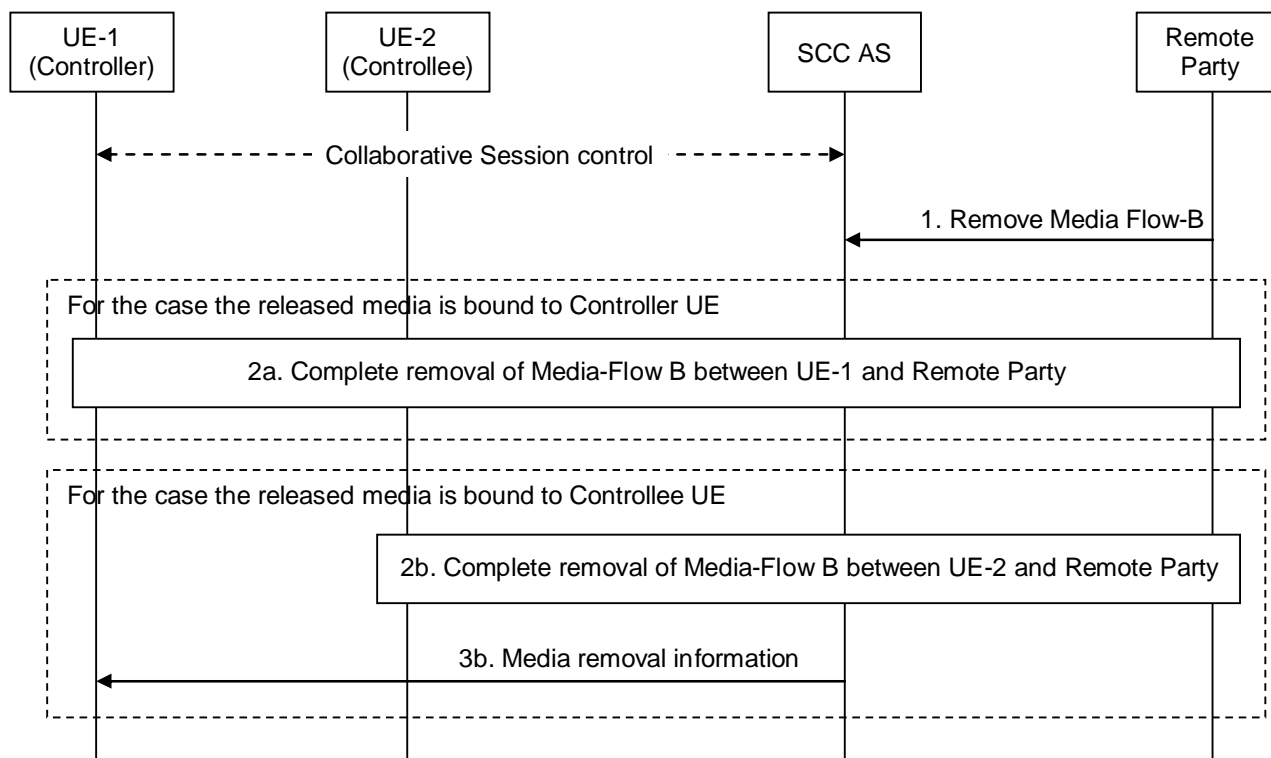 UE-1
(Controller)
UE-2
(Controllee)
SCC AS
Remote
Party
Collaborative Session control
1. Remove Media Flow-B
For the case the released media is bound to Controller UE
2a. Complete removal of Media-Flow B between UE-1 and Remote Party
For the case the released media is bound to Controllee UE
2b. Complete removal of Media-Flow B between UE-2 and Remote Party
3b. Media removal information